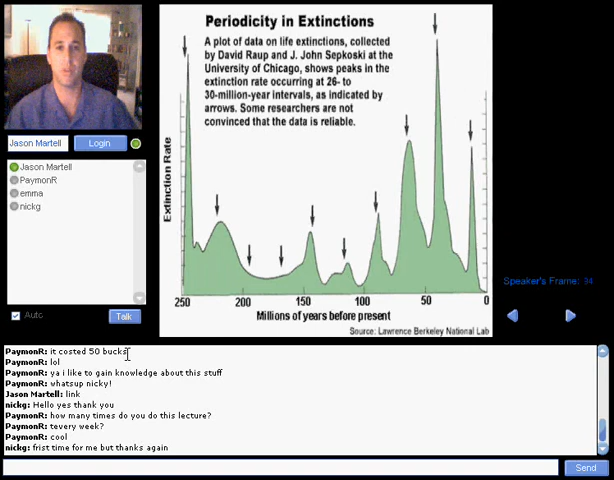 Periodicity in Extinctions
A plot of data on life extinctions, collected
by David Raup and J. John Sepkoski at the
University of Chicago, shows peaks in the
extinction rate occurring at 26- to
30-million-year intervals, as indicated by
arrows. Some researchers are not
convinced that the data is reliable.
Extinction Rate
250 200 150 100 50 0
Millions of years before present
Source: Lawrence Berkeley National Lab
Jason Martell Login
Jason Martell
PaymonR
emma
nickg
Auto Talk
Speaker's Frame: 94
PaymonR: it costed 50 bucks
PaymonR: lol
PaymonR: ya i like to gain knowledge about this stuff
PaymonR: whatsup nicky!
Jason Martell: link
nickg: Hello yes thank you
PaymonR: how many times do you do this lecture?
PaymonR: tevery week?
PaymonR: cool
nickg: frist time for me but thanks again
Send